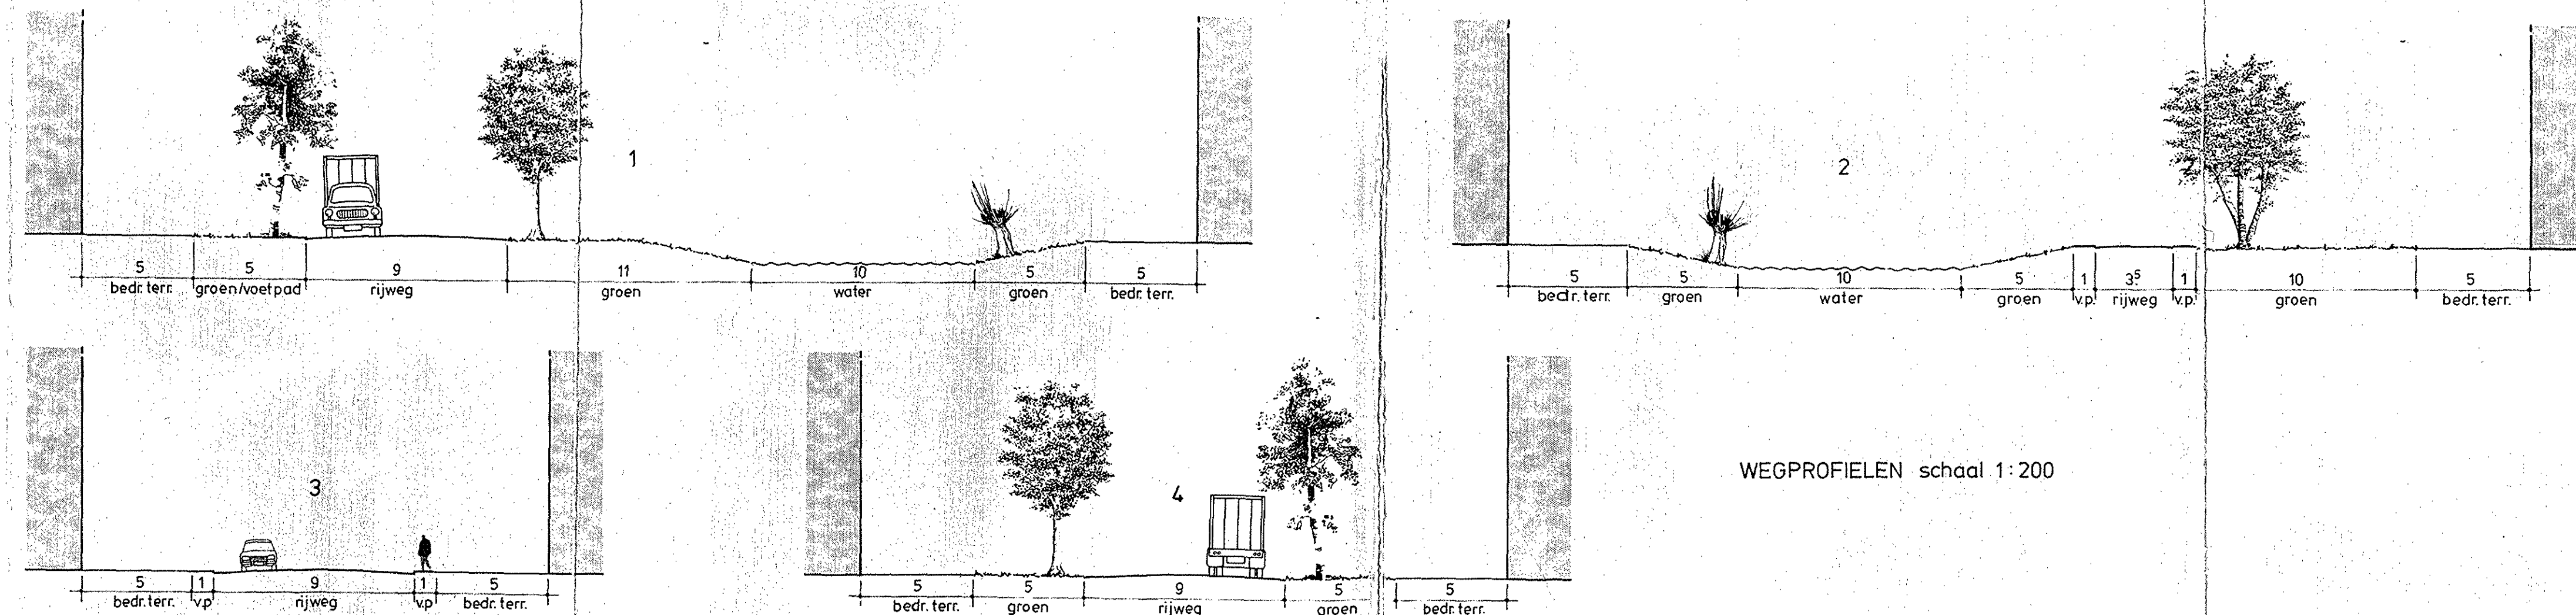 1
5 5 9 11 10 5 5
bedr. terr. groen/voetpad rijweg groen water groen bedr. terr.
2
5 5 10 5 1 3⁵ 1 10 5
bedr. terr. groen water groen v.p. rijweg v.p. groen bedr. terr.
3
5 1 9 1 5
bedr. terr. v.p rijweg v.p bedr. terr.
4
5 5 9 5 5
bedr. terr. groen rijweg groen bedr. terr.
WEGPROFIELEN schaal 1:200